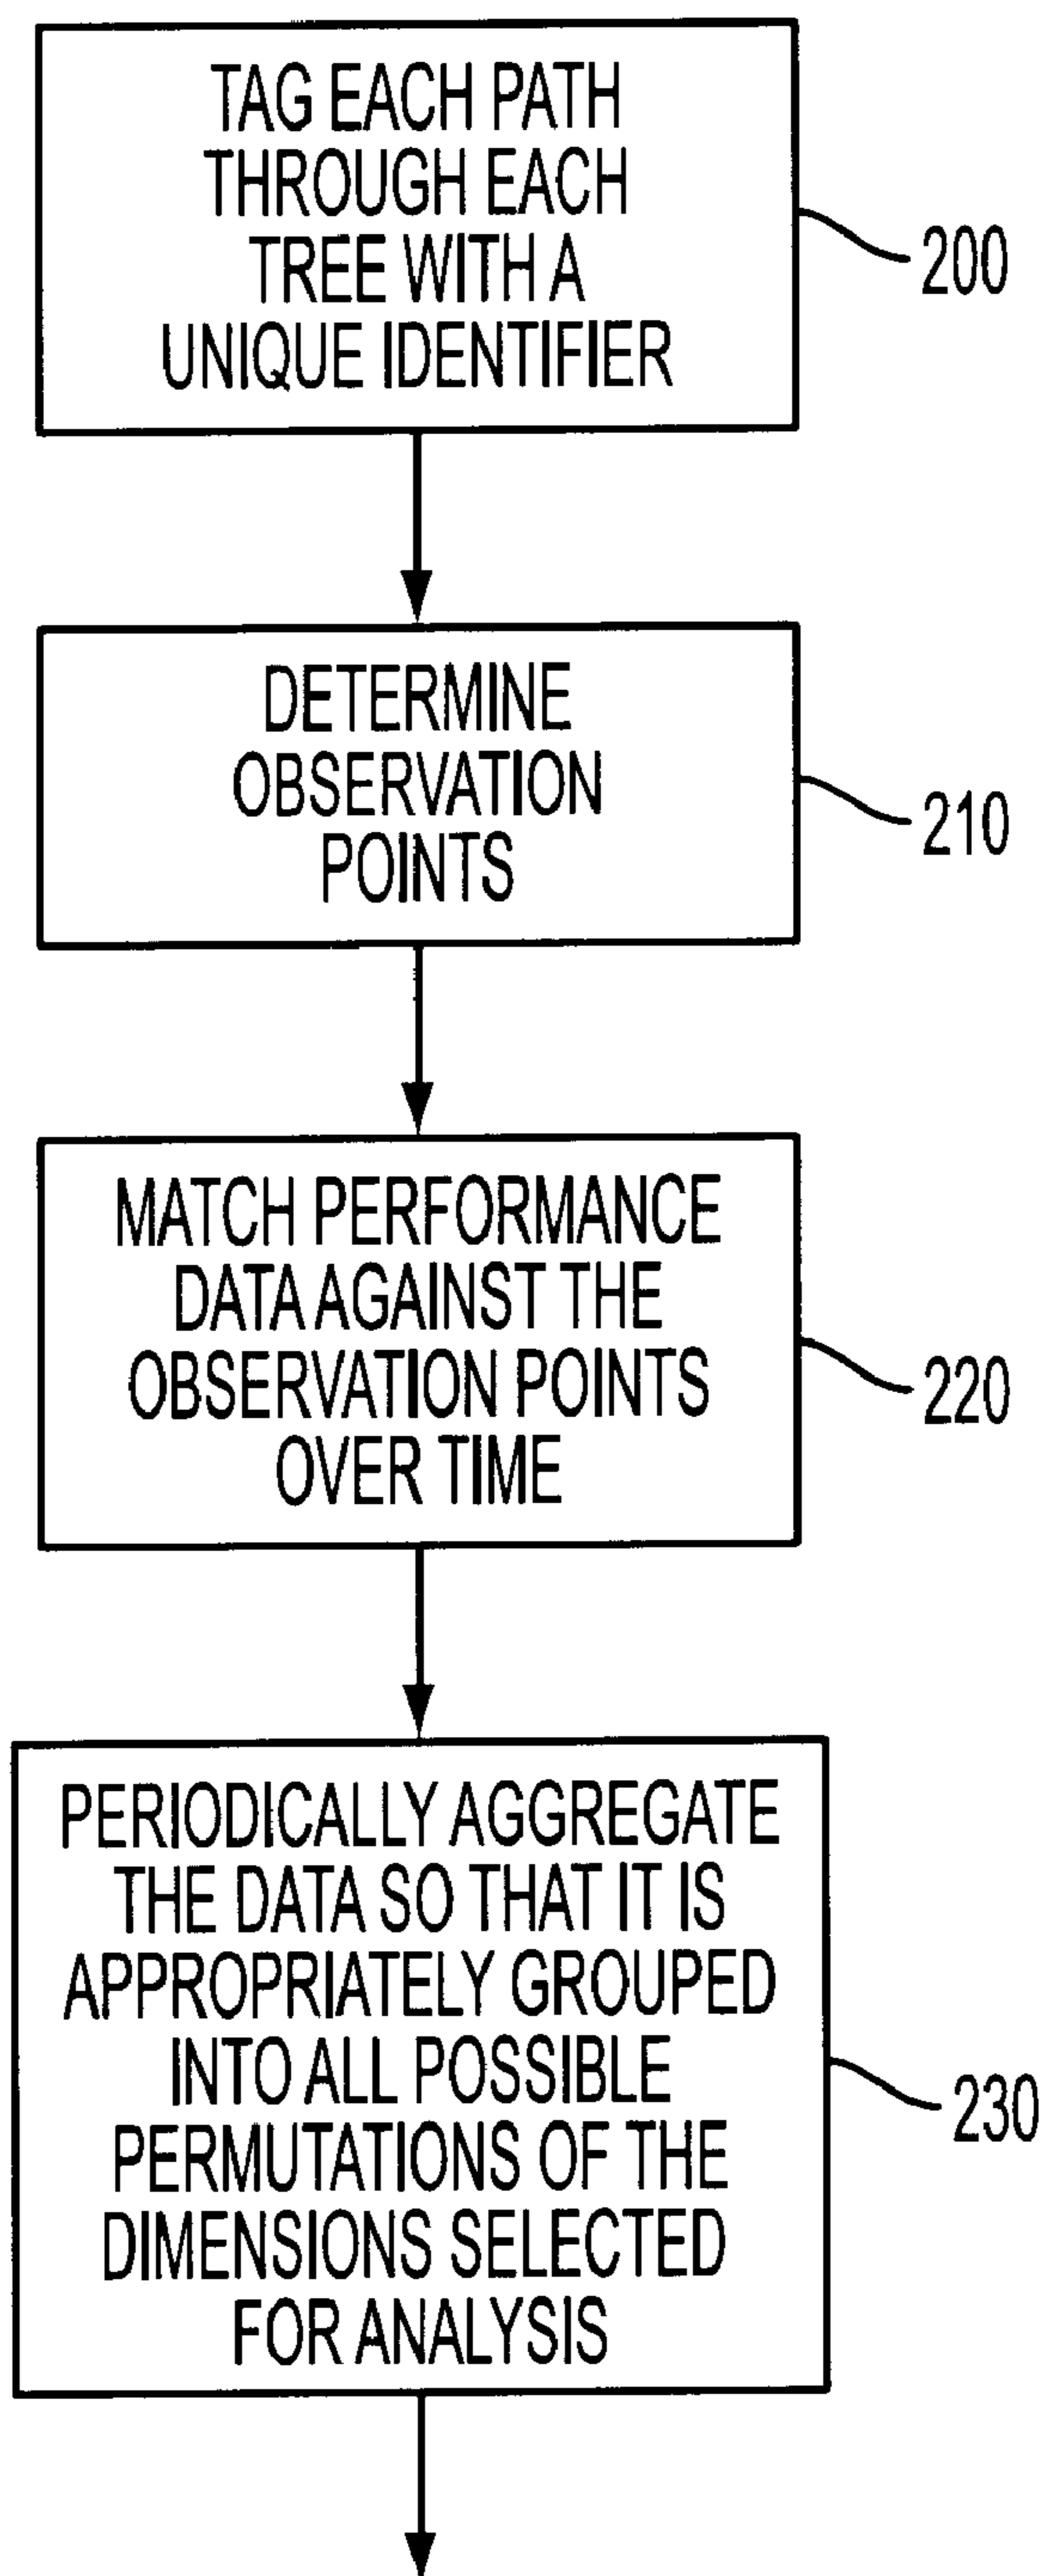 TAG EACH PATH
THROUGH EACH
TREE WITH A
UNIQUE IDENTIFIER
200
DETERMINE
OBSERVATION
POINTS
210
MATCH PERFORMANCE
DATA AGAINST THE
OBSERVATION POINTS
OVER TIME
220
PERIODICALLY AGGREGATE
THE DATA SO THAT IT IS
APPROPRIATELY GROUPED
INTO ALL POSSIBLE
PERMUTATIONS OF THE
DIMENSIONS SELECTED
FOR ANALYSIS
230